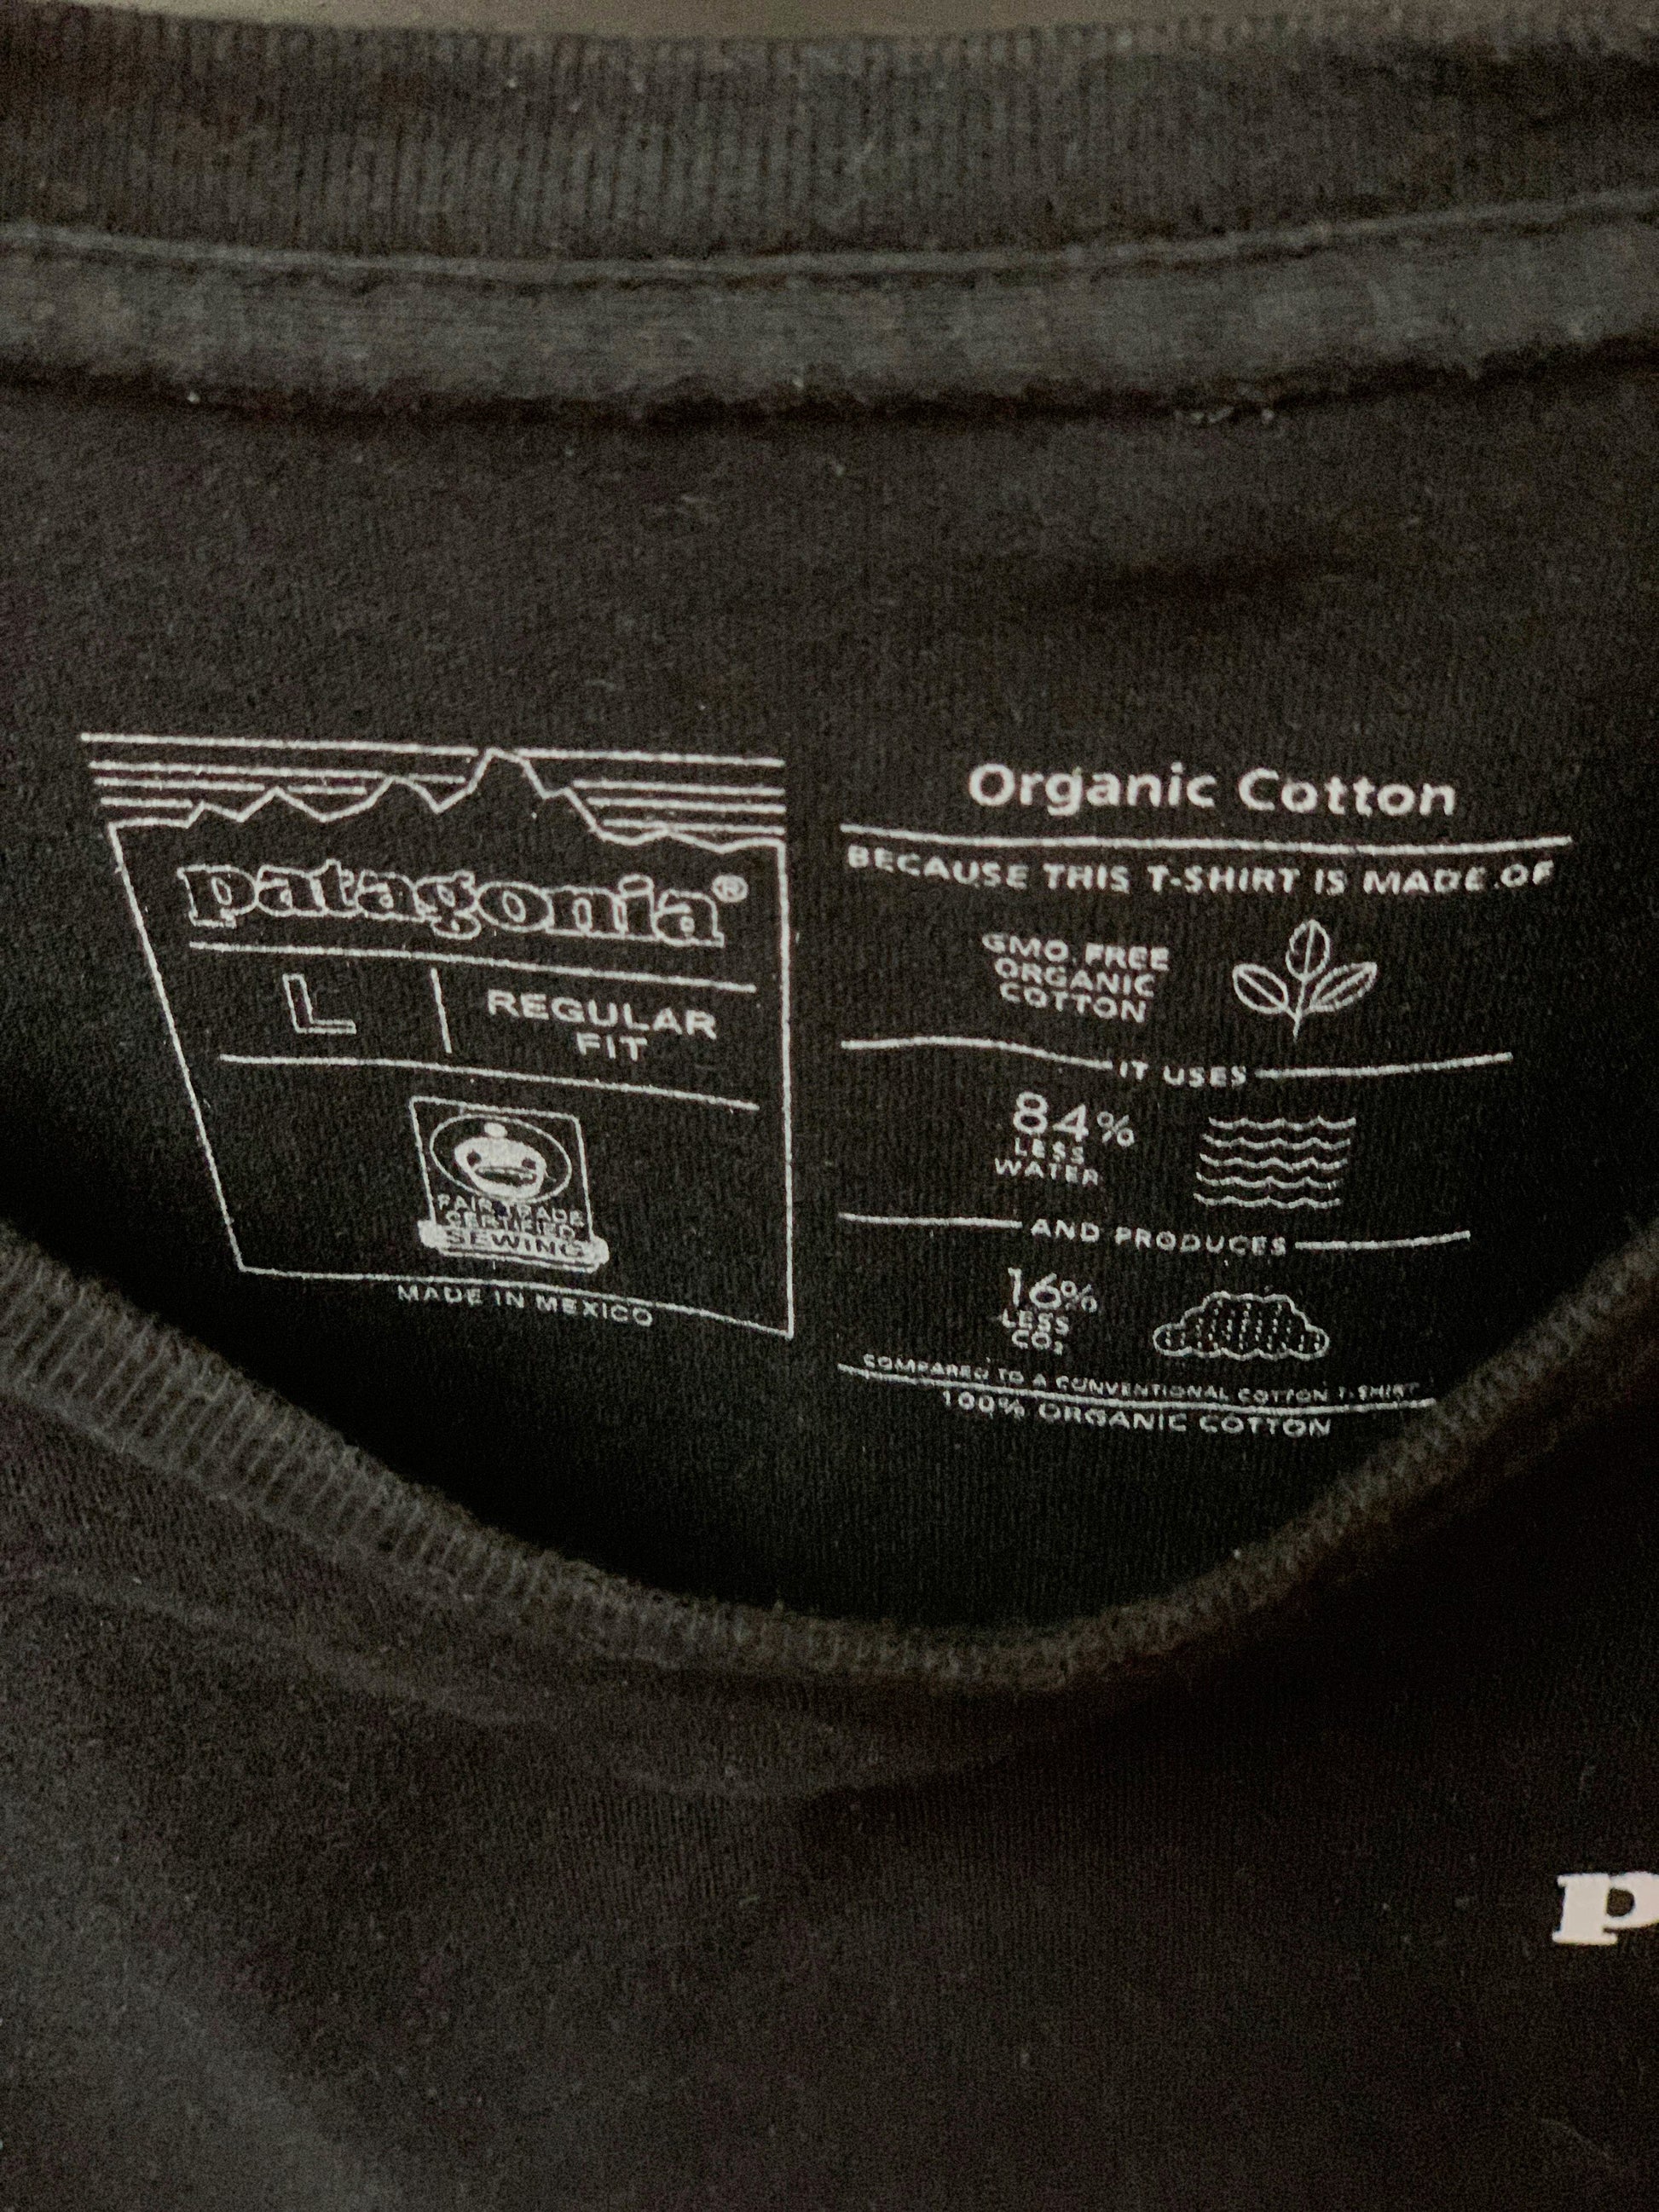 patagonia®
L
REGULAR
FIT
FAIR TRADE
CERTIFIED
SEWING
MADE IN MEXICO
Organic Cotton
BECAUSE THIS T-SHIRT IS MADE OF
GMO FREE
ORGANIC
COTTON
IT USES
84%
LESS
WATER
AND PRODUCES
16%
LESS
CO₂
COMPARED TO A CONVENTIONAL COTTON T-SHIRT
100% ORGANIC COTTON
p